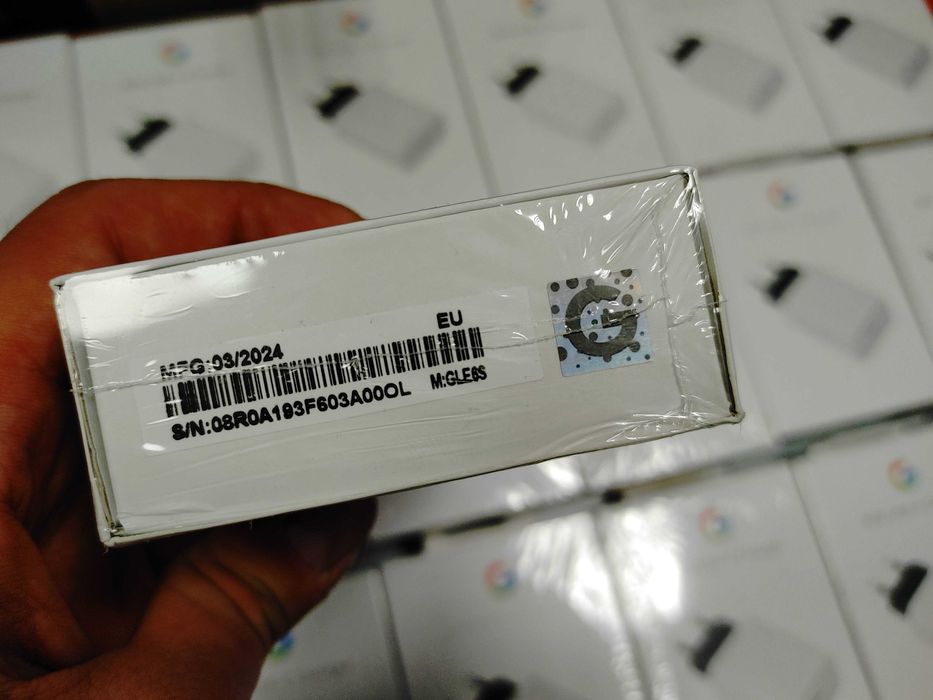 EU
MFG:03/2024
S/N:08R0A193F603A00OL M:GLE6S
G